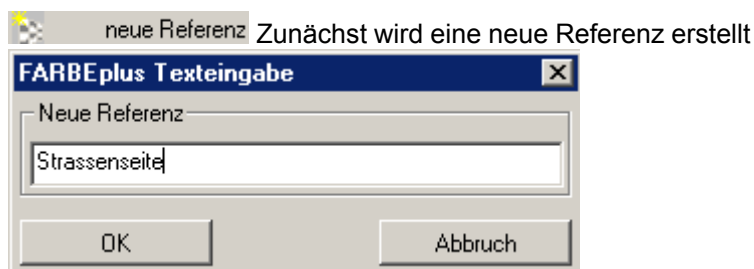 neue Referenz Zunächst wird eine neue Referenz erstellt
FARBEplus Texteingabe
Neue Referenz
Strassenseite
OK Abbruch